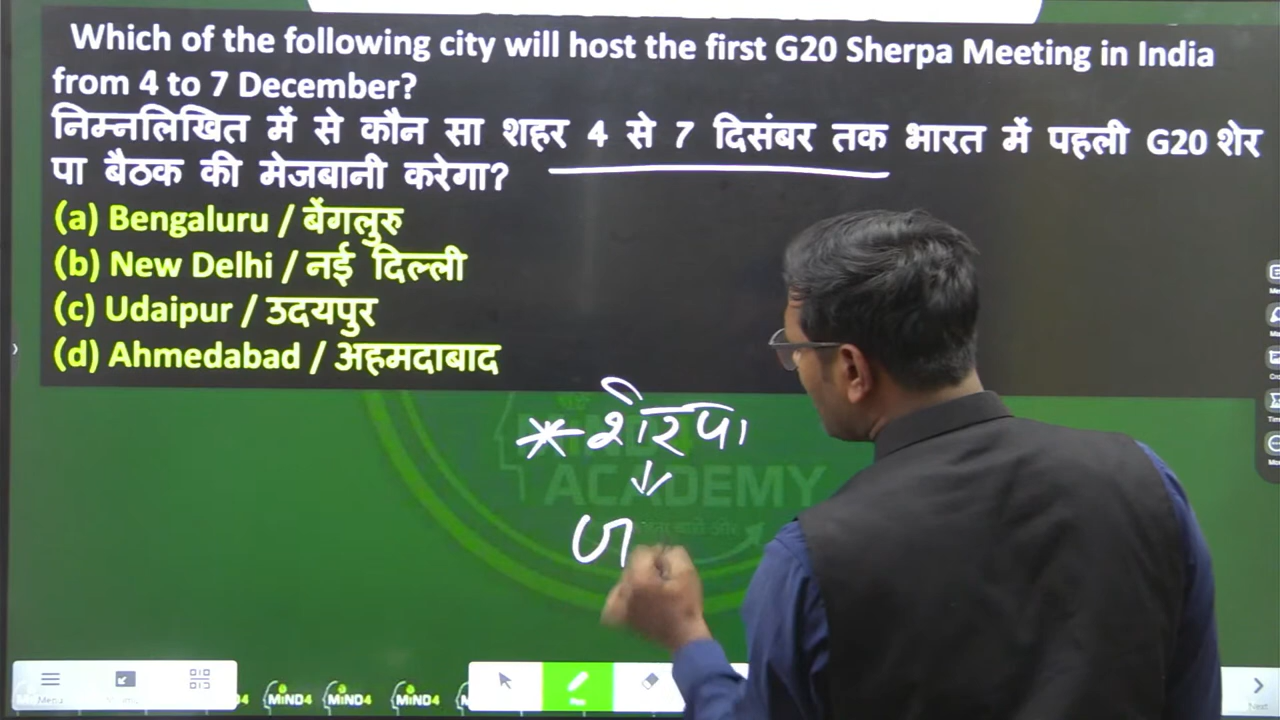 Which of the following city will host the first G20 Sherpa Meeting in India
from 4 to 7 December?
निम्नलिखित में से कौन सा शहर 4 से 7 दिसंबर तक भारत में पहली G20 शेर
पा बैठक की मेजबानी करेगा?
(a) Bengaluru / बेंगलुरु
(b) New Delhi / नई दिल्ली
(c) Udaipur / उदयपुर
(d) Ahmedabad / अहमदाबाद
* शेरपा
ACADEMY
MiND4 MiND4 MiND4
Pen
Next